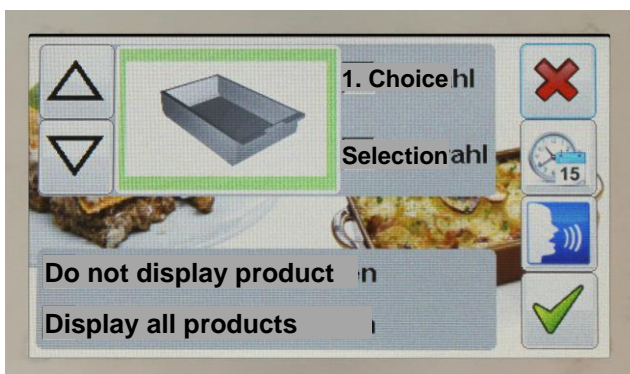 1. Choice hl
Selection ahl
15
Do not display product n
Display all products